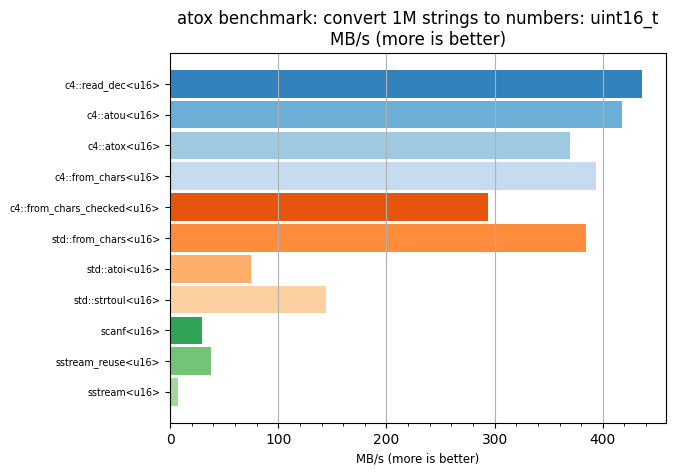 atox benchmark: convert 1M strings to numbers: uint16_t
MB/s (more is better)
c4::read_dec<u16>
c4::atou<u16>
c4::atox<u16>
c4::from_chars<u16>
c4::from_chars_checked<u16>
std::from_chars<u16>
std::atoi<u16>
std::strtoul<u16>
scanf<u16>
sstream_reuse<u16>
sstream<u16>
0 100 200 300 400
MB/s (more is better)